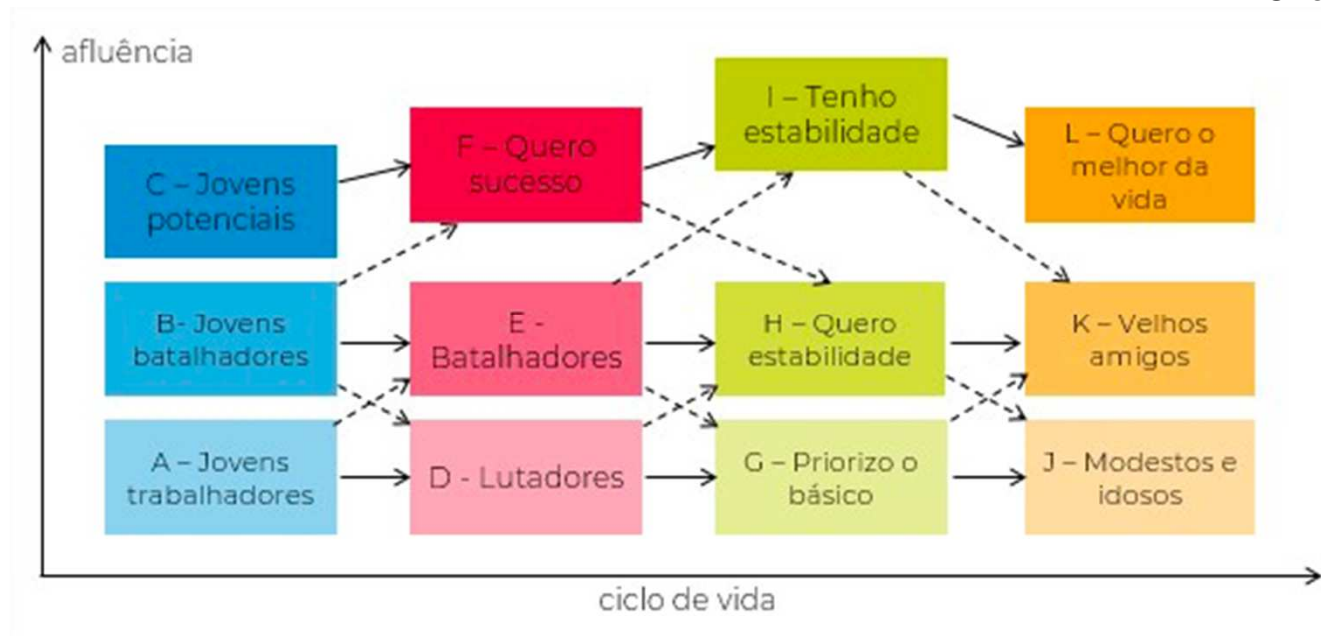 afluência
C – Jovens
potenciais
F – Quero
sucesso
I – Tenho
estabilidade
L – Quero o
melhor da
vida
B- Jovens
batalhadores
E -
Batalhadores
H – Quero
estabilidade
K – Velhos
amigos
A – Jovens
trabalhadores
D - Lutadores
G – Priorizo o
básico
J – Modestos e
idosos
ciclo de vida